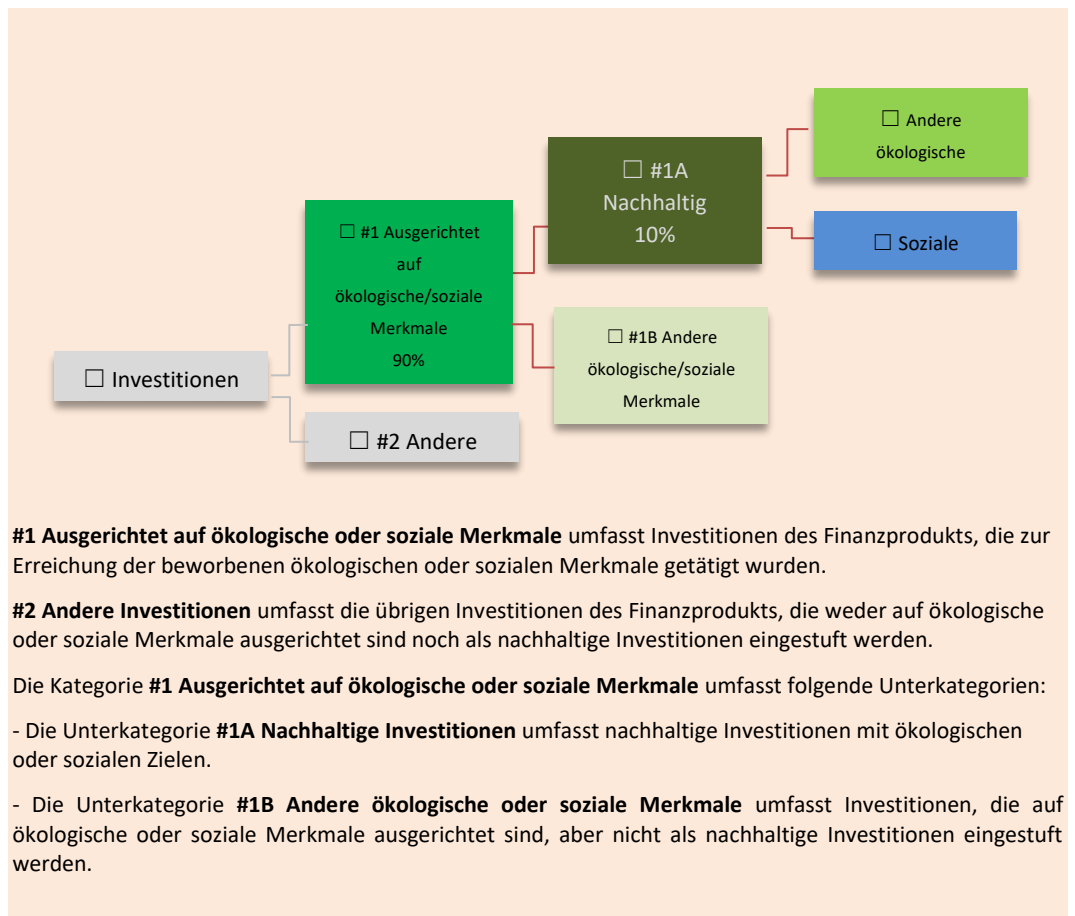 ☐ Andere
ökologische
☐ #1A
Nachhaltig
10%
☐ #1 Ausgerichtet
auf
ökologische/soziale
Merkmale
90%
☐ Soziale
☐ #1B Andere
ökologische/soziale
Merkmale
☐ Investitionen
☐ #2 Andere
#1 Ausgerichtet auf ökologische oder soziale Merkmale umfasst Investitionen des Finanzprodukts, die zur
Erreichung der beworbenen ökologischen oder sozialen Merkmale getätigt wurden.
#2 Andere Investitionen umfasst die übrigen Investitionen des Finanzprodukts, die weder auf ökologische
oder soziale Merkmale ausgerichtet sind noch als nachhaltige Investitionen eingestuft werden.
Die Kategorie #1 Ausgerichtet auf ökologische oder soziale Merkmale umfasst folgende Unterkategorien:
- Die Unterkategorie #1A Nachhaltige Investitionen umfasst nachhaltige Investitionen mit ökologischen
oder sozialen Zielen.
- Die Unterkategorie #1B Andere ökologische oder soziale Merkmale umfasst Investitionen, die auf
ökologische oder soziale Merkmale ausgerichtet sind, aber nicht als nachhaltige Investitionen eingestuft
werden.